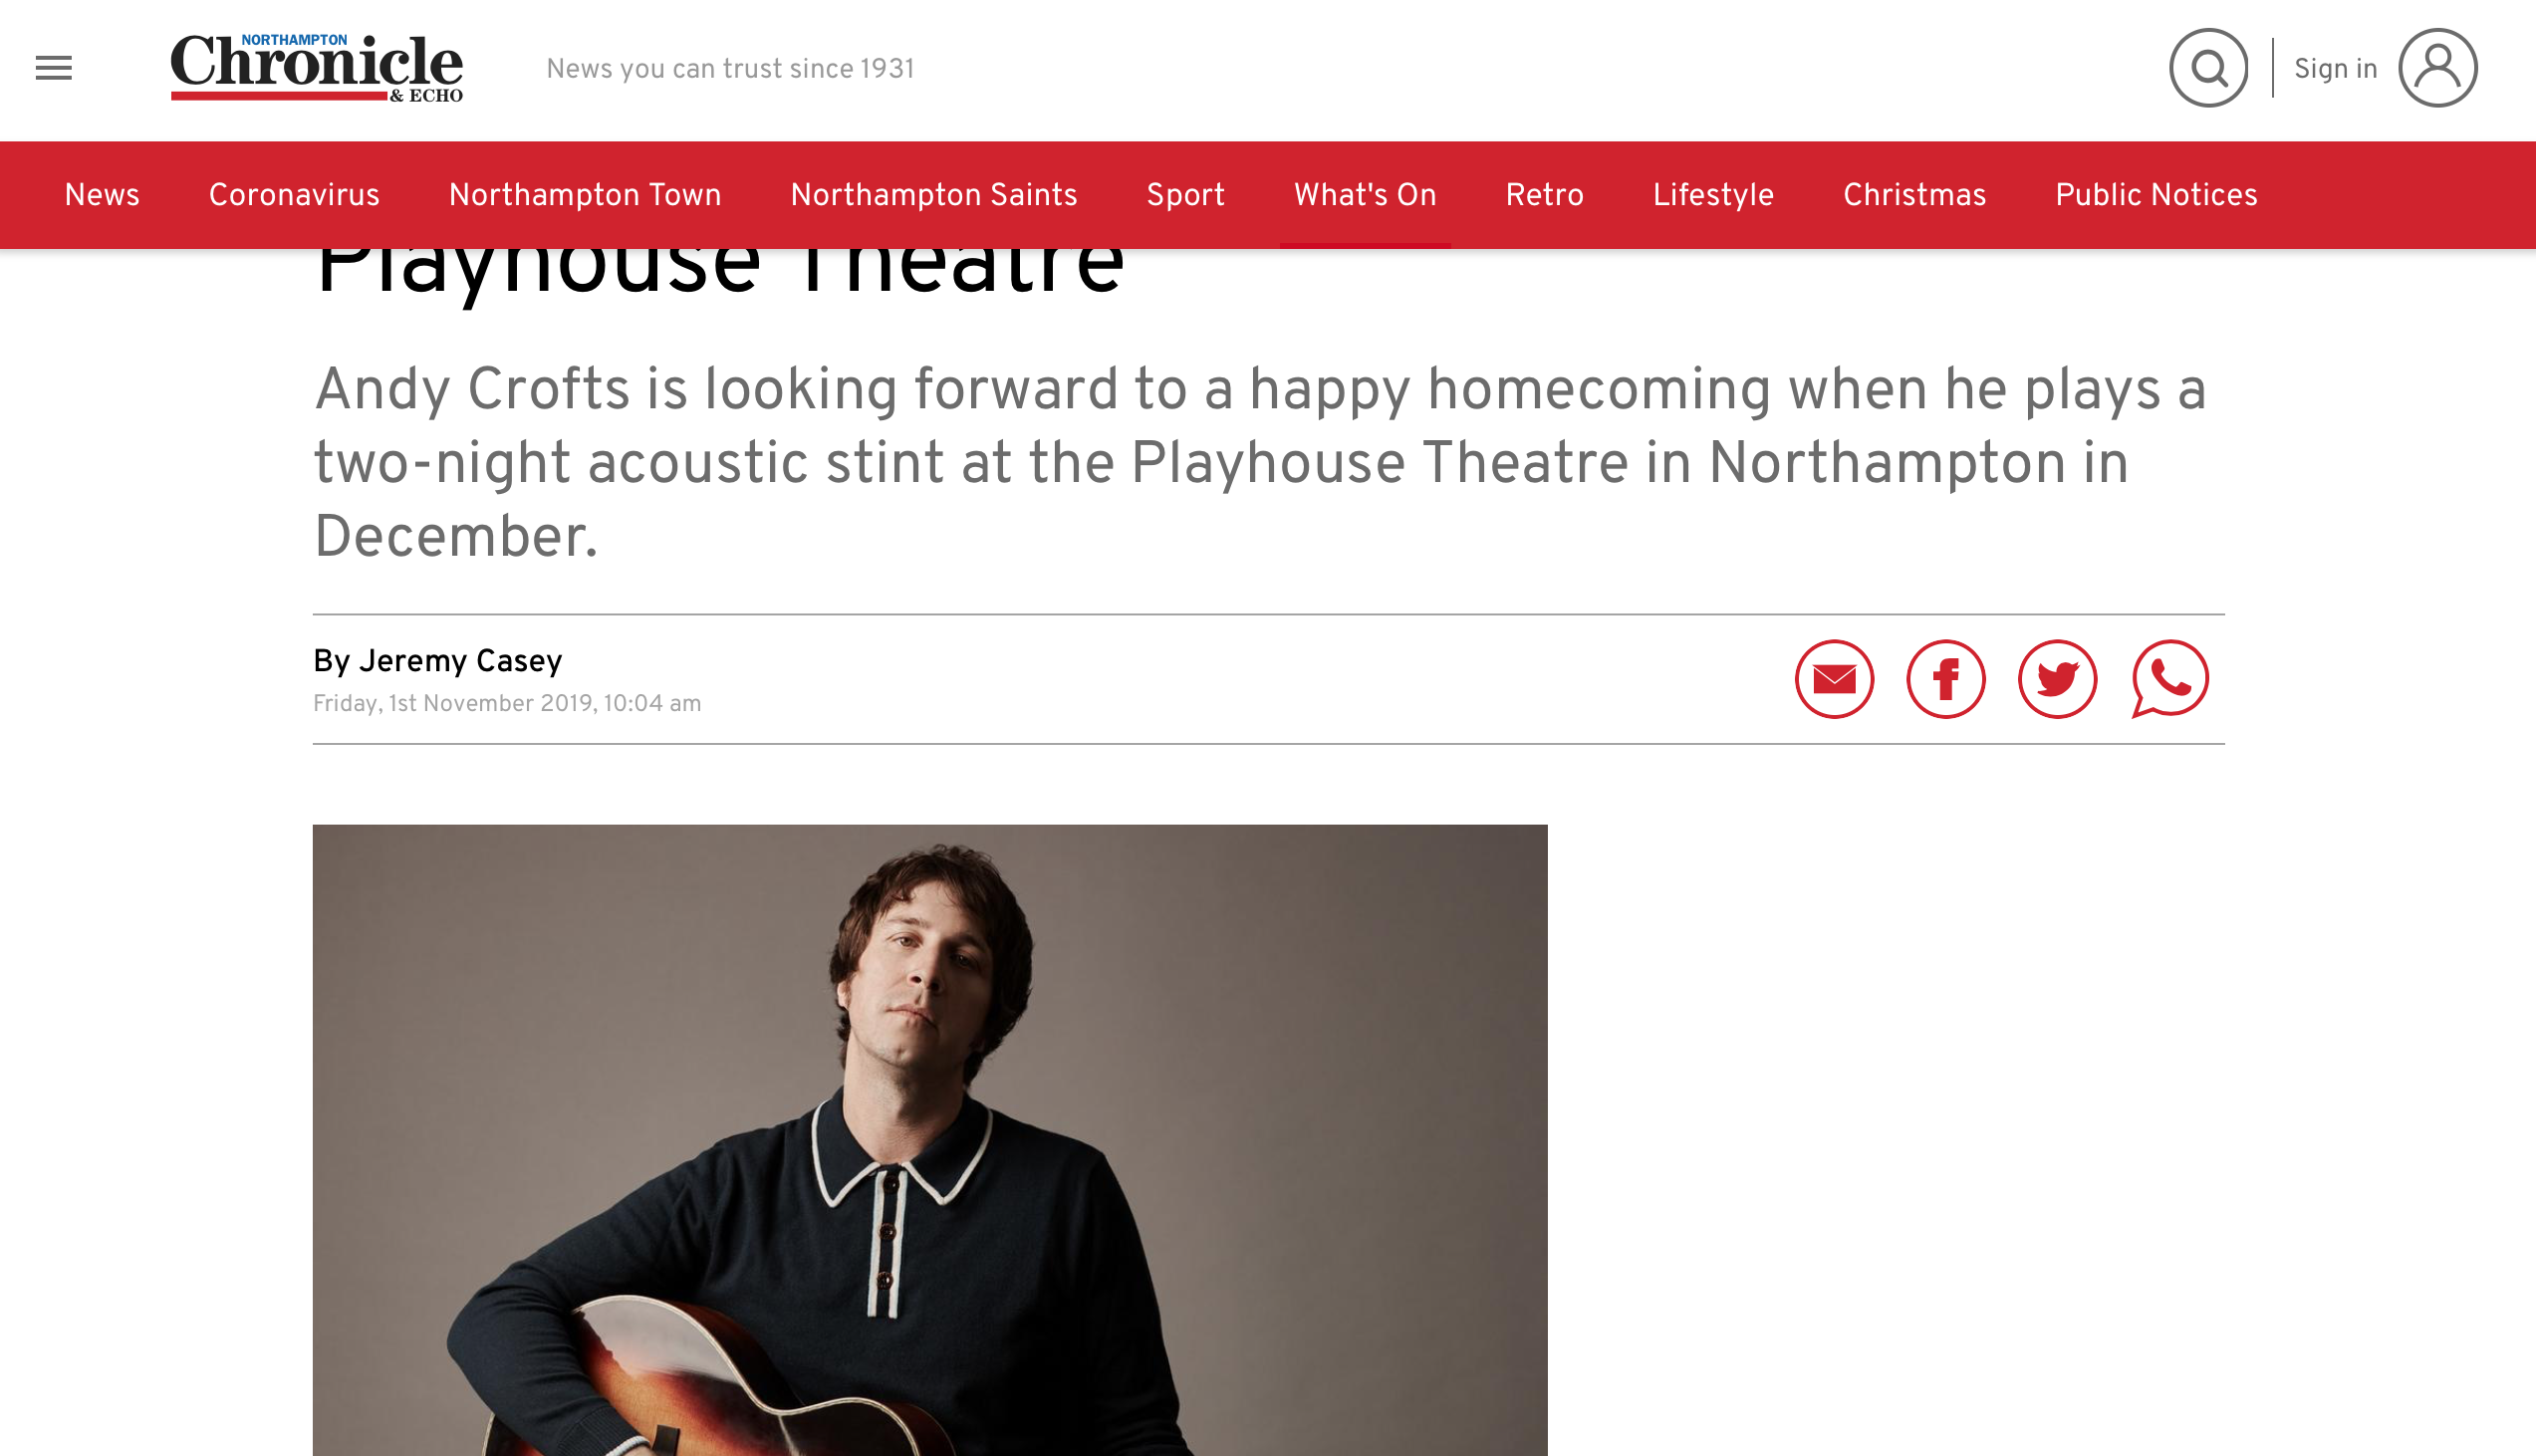 NORTHAMPTON
Chronicle
& ECHO
News you can trust since 1931
Sign in
News Coronavirus Northampton Town Northampton Saints Sport What's On Retro Lifestyle Christmas Public Notices
Playhouse Theatre
Andy Crofts is looking forward to a happy homecoming when he plays a
two-night acoustic stint at the Playhouse Theatre in Northampton in
December.
By Jeremy Casey
Friday, 1st November 2019, 10:04 am